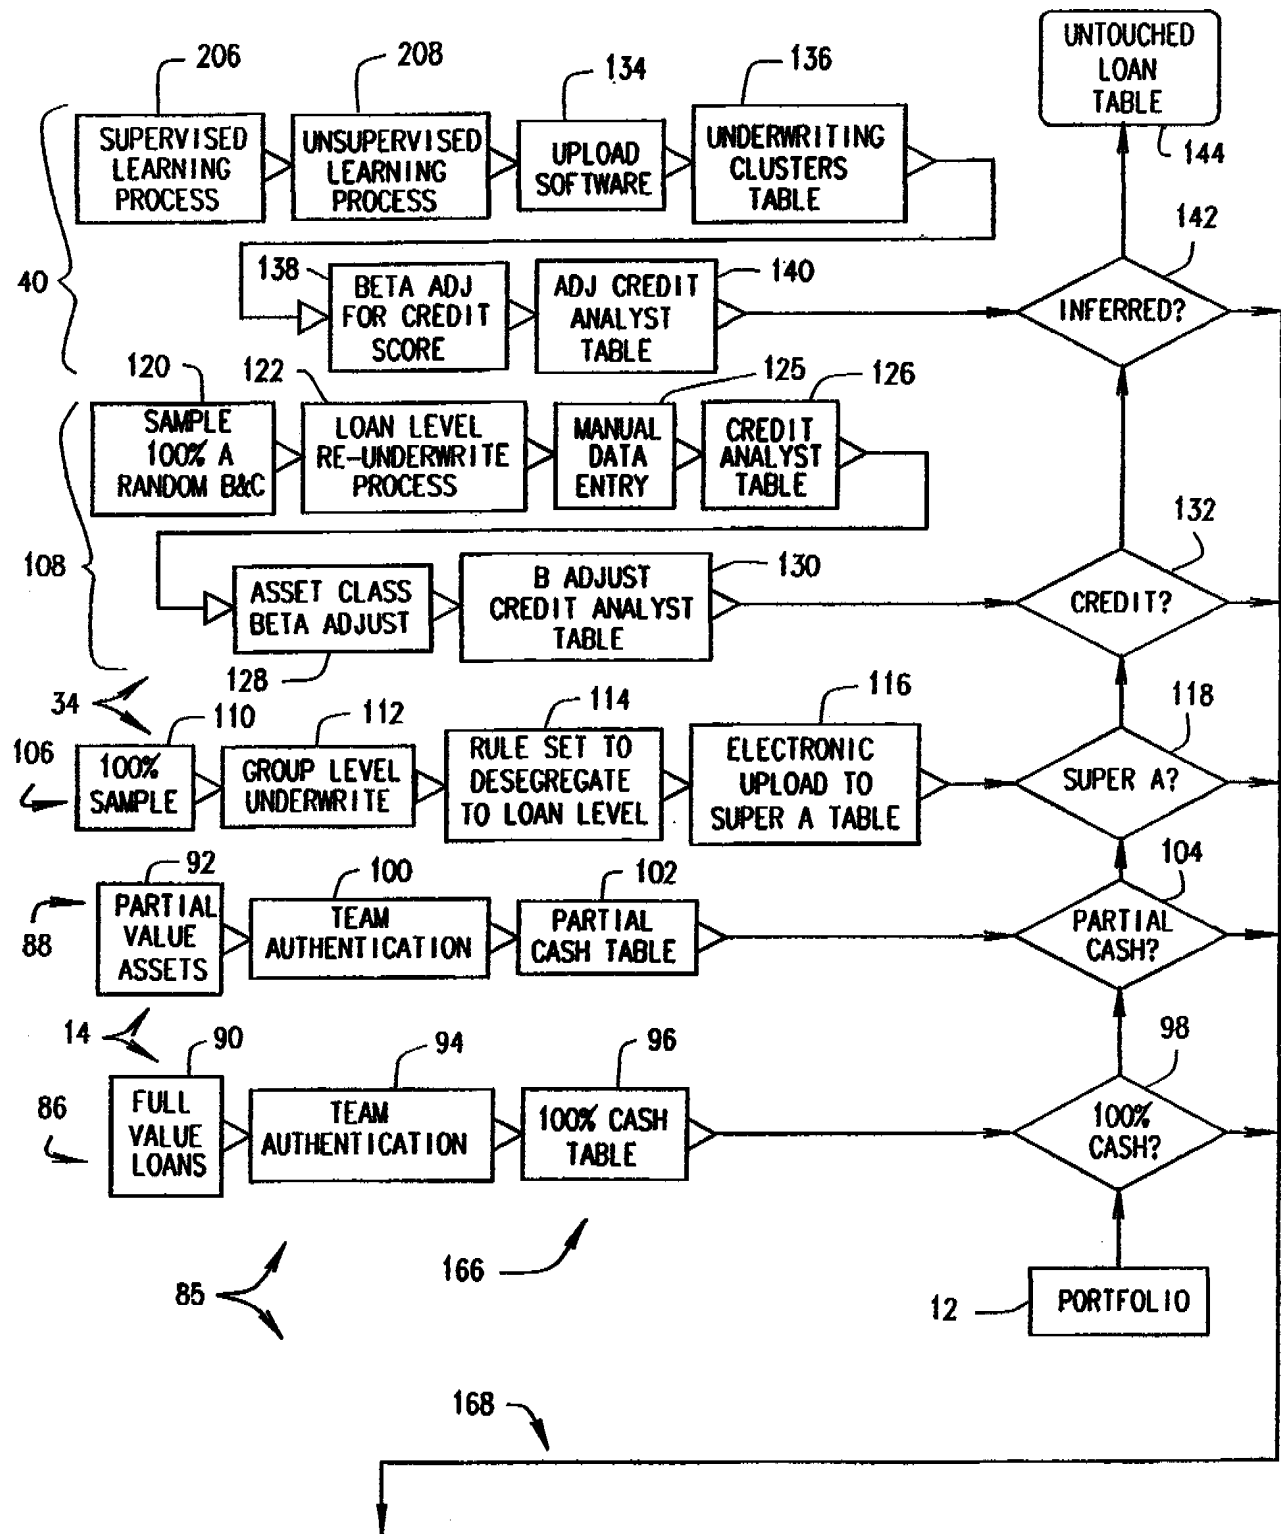 206
208
134
136
UNTOUCHED
LOAN
TABLE
144
SUPERVISED
LEARNING
PROCESS
UNSUPERVISED
LEARNING
PROCESS
UPLOAD
SOFTWARE
UNDERWRITING
CLUSTERS
TABLE
40
138
BETA ADJ
FOR CREDIT
SCORE
ADJ CREDIT
ANALYST
TABLE
140
142
INFERRED?
120
122
125
126
108
SAMPLE
100% A
RANDOM B&C
LOAN LEVEL
RE-UNDERWRITE
PROCESS
MANUAL
DATA
ENTRY
CREDIT
ANALYST
TABLE
ASSET CLASS
BETA ADJUST
128
B ADJUST
CREDIT ANALYST
TABLE
130
132
CREDIT?
34
110
112
114
116
118
106
100%
SAMPLE
GROUP LEVEL
UNDERWRITE
RULE SET TO
DESEGREGATE
TO LOAN LEVEL
ELECTRONIC
UPLOAD TO
SUPER A TABLE
SUPER A?
92
100
102
104
88
PARTIAL
VALUE
ASSETS
TEAM
AUTHENTICATION
PARTIAL
CASH TABLE
PARTIAL
CASH?
14
90
94
96
98
86
FULL
VALUE
LOANS
TEAM
AUTHENTICATION
100% CASH
TABLE
100%
CASH?
85
166
12
PORTFOLIO
168